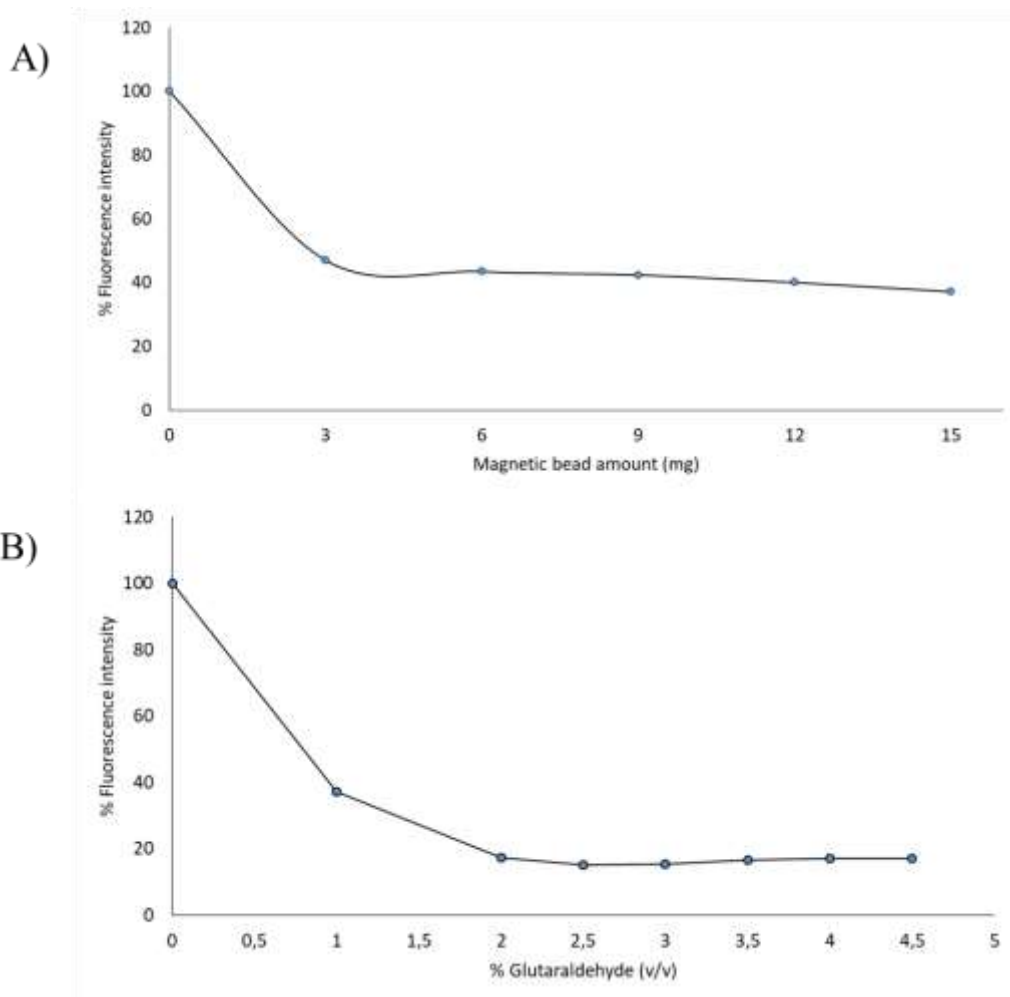 A)
% Fluorescence intensity
120
100
80
60
40
20
0
0 3 6 9 12 15
Magnetic bead amount (mg)
B)
% Fluorescence intensity
120
100
80
60
40
20
0
0 0,5 1 1,5 2 2,5 3 3,5 4 4,5 5
% Glutaraldehyde (v/v)